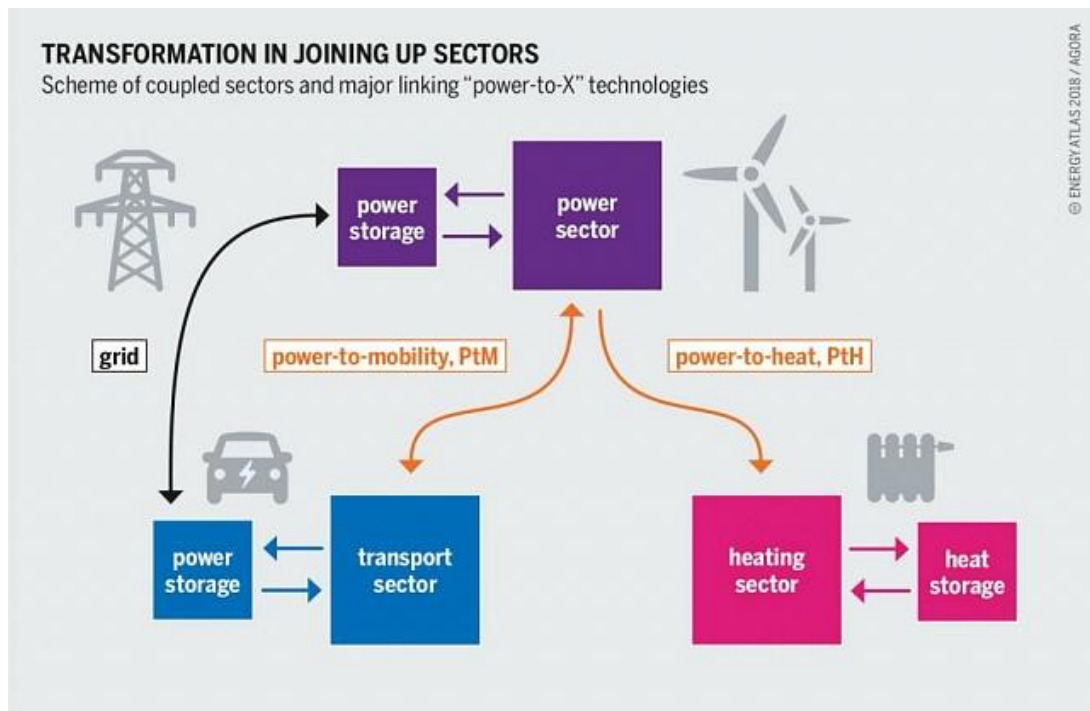 TRANSFORMATION IN JOINING UP SECTORS
Scheme of coupled sectors and major linking “power-to-X” technologies
© ENERGY ATLAS 2018 / AGORA
power
storage
power
sector
grid
power-to-mobility, PtM
power-to-heat, PtH
power
storage
transport
sector
heating
sector
heat
storage